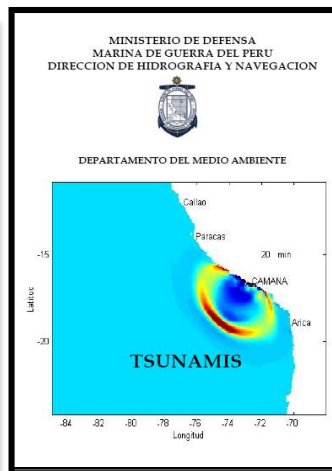 MINISTERIO DE DEFENSA
MARINA DE GUERRA DEL PERU
DIRECCION DE HIDROGRAFIA Y NAVEGACION
DEPARTAMENTO DEL MEDIO AMBIENTE
Callao
Paracas
-15
20 min
CAMANA
Latitud
Arica
-20
TSUNAMIS
-84 -82 -80 -78 -76 -74 -72 -70
Longitud